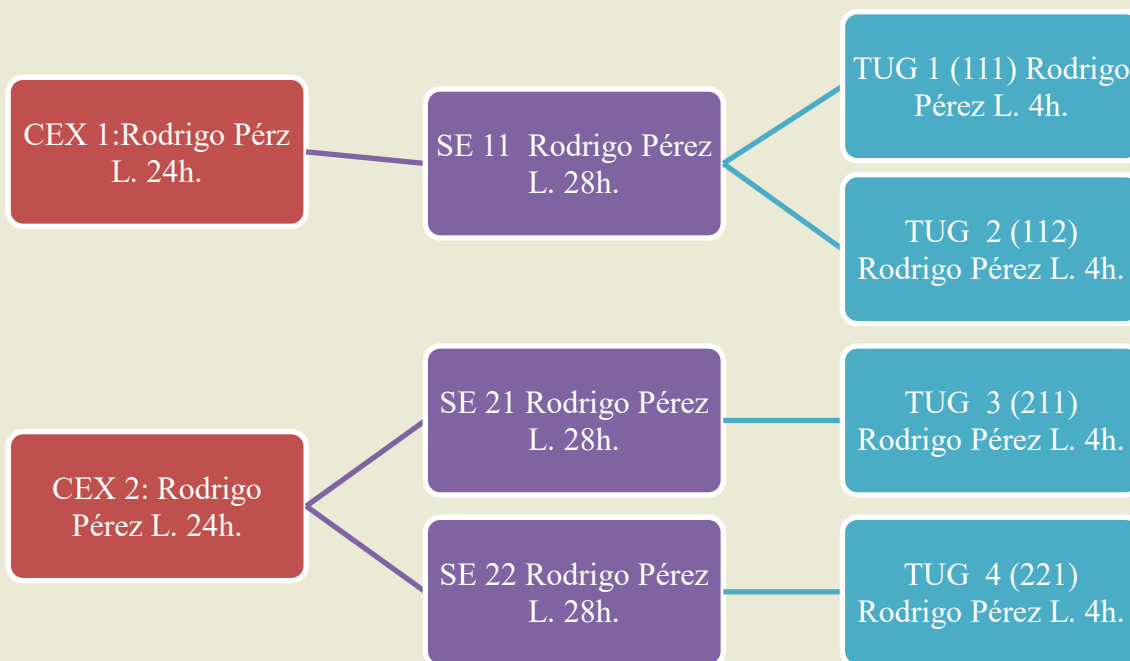 CEX 1:Rodrigo Pérz
L. 24h.
SE 11  Rodrigo Pérez
L. 28h.
TUG 1 (111) Rodrigo
Pérez L. 4h.
TUG  2 (112)
Rodrigo Pérez L. 4h.
CEX 2: Rodrigo
Pérez L. 24h.
SE 21 Rodrigo Pérez
L. 28h.
TUG  3 (211)
Rodrigo Pérez L. 4h.
SE 22 Rodrigo Pérez
L. 28h.
TUG  4 (221)
Rodrigo Pérez L. 4h.